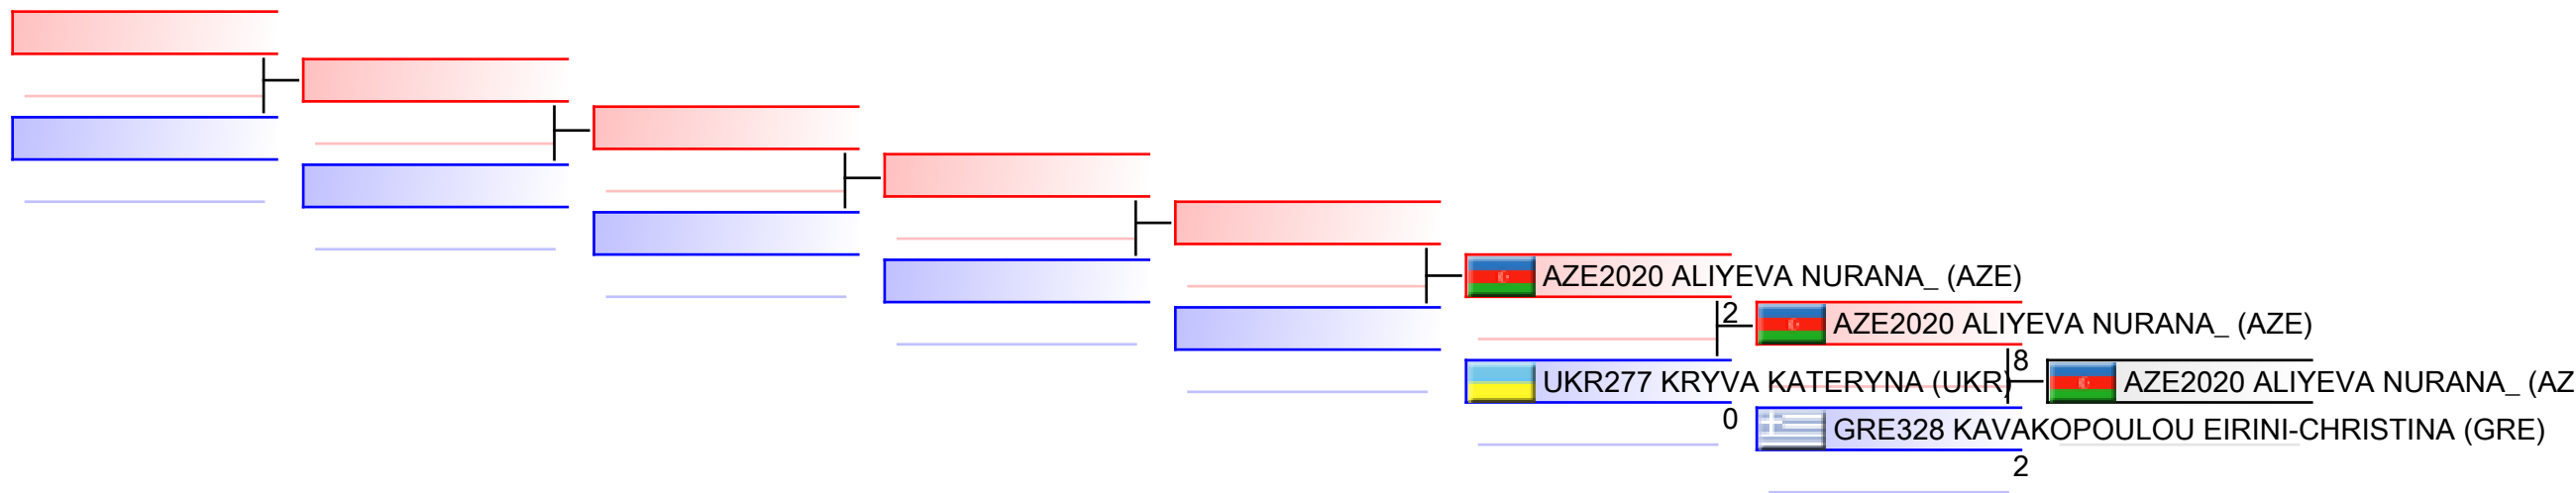 AZE2020 ALIYEVA NURANA_ (AZE)
2
AZE2020 ALIYEVA NURANA_ (AZE)
8
UKR277 KRYVA KATERYNA (UKR)
AZE2020 ALIYEVA NURANA_ (AZ
0
GRE328 KAVAKOPOULOU EIRINI-CHRISTINA (GRE)
2